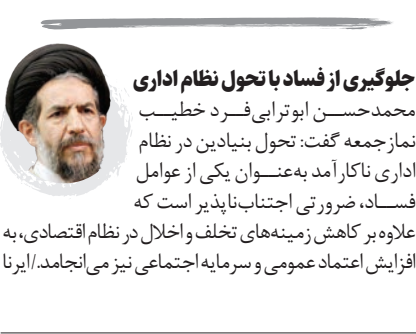 جلوگیری از فساد با تحول نظام اداری
محمدحسن ابوترابی‌فرد خطیب
نماز جمعه گفت: تحول بنیادین در نظام
اداری ناکارآمد به‌عنوان یکی از عوامل
فساد، ضرورتی اجتناب‌ناپذیر است که
علاوه‌بر کاهش زمینه‌های تخلف و اخلال در نظام اقتصادی، به
افزایش اعتماد عمومی و سرمایه اجتماعی نیز می‌انجامد./ایرنا